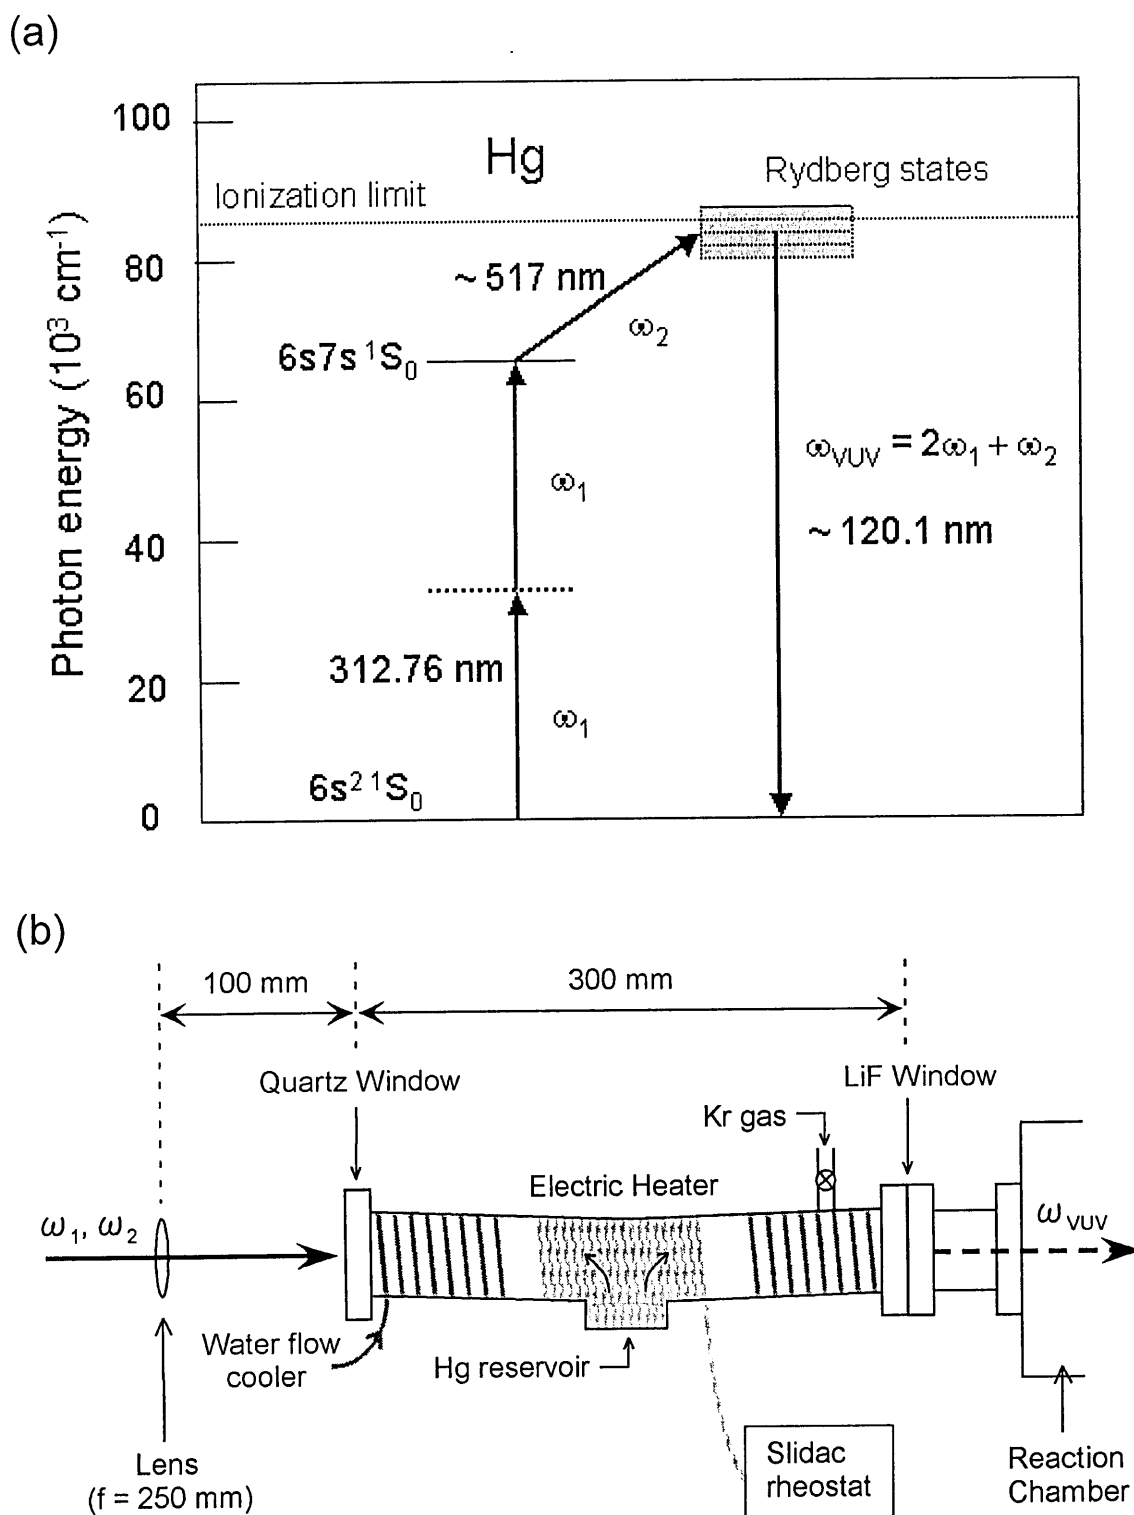 (a)
100
80
60
40
20
0
Photon energy (10³ cm⁻¹)
Hg
Ionization limit
Rydberg states
~ 517 nm
ω₂
6s7s ¹S₀
ω₁
ω_VUV = 2ω₁ + ω₂
~ 120.1 nm
312.76 nm
ω₁
6s² ¹S₀
(b)
100 mm
300 mm
Quartz Window
LiF Window
Kr gas
Electric Heater
ω₁, ω₂
ω_VUV
Water flow
cooler
Hg reservoir
Lens
(f = 250 mm)
Slidac
rheostat
Reaction
Chamber